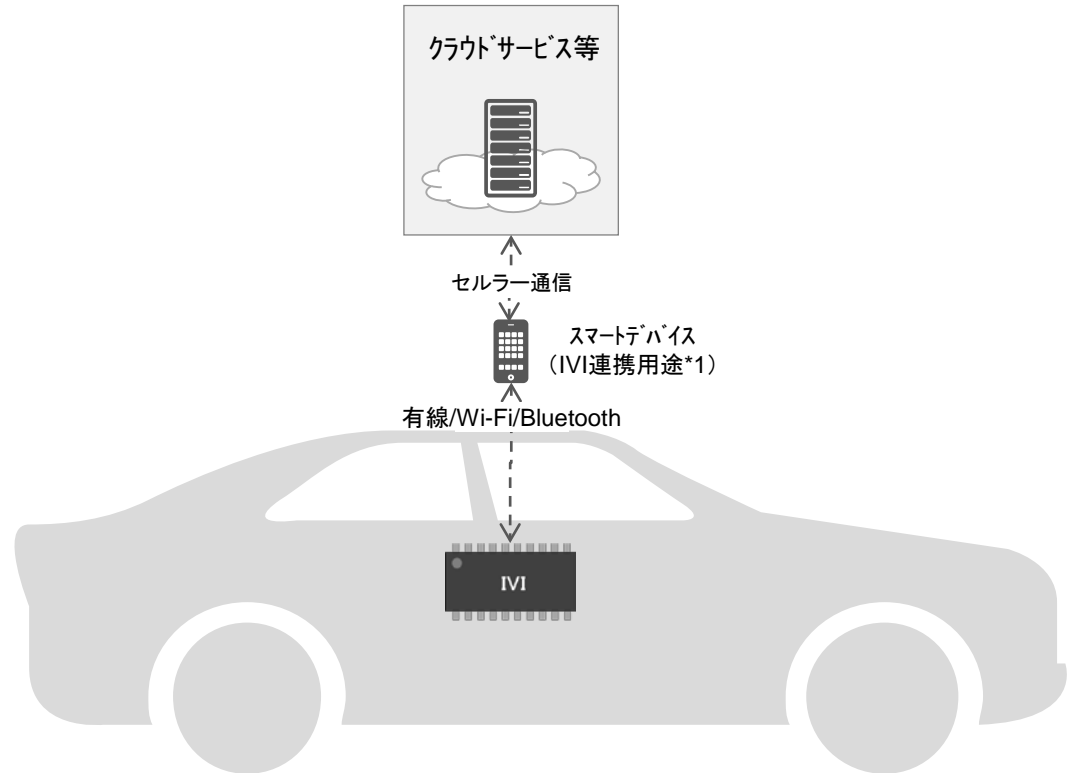 クラウドサービス等
セルラー通信
スマートデバイス
（IVI連携用途*1）
有線/Wi-Fi/Bluetooth
IVI